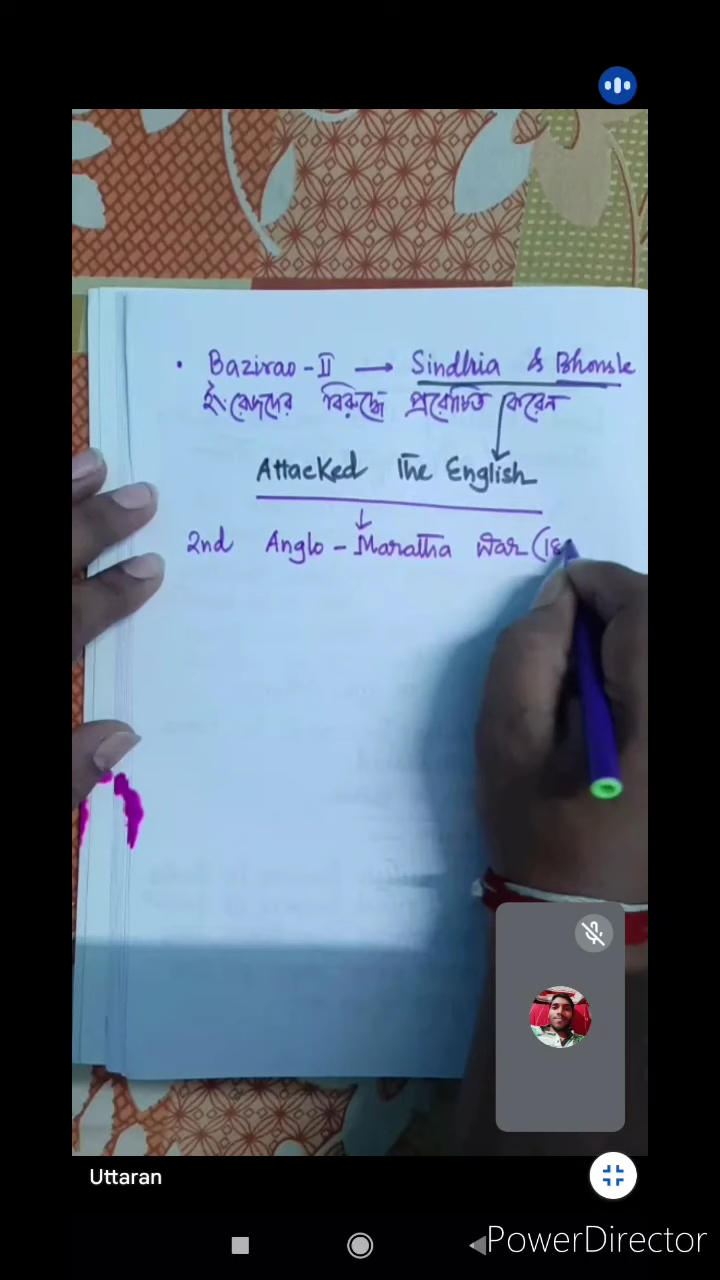 • Bazirao - II → Sindhia & Bhonsle
ইংরেজদের বিরুদ্ধে প্ররোচিত করেন
Attacked The English
2nd Anglo - Maratha War (18
Uttaran
PowerDirector